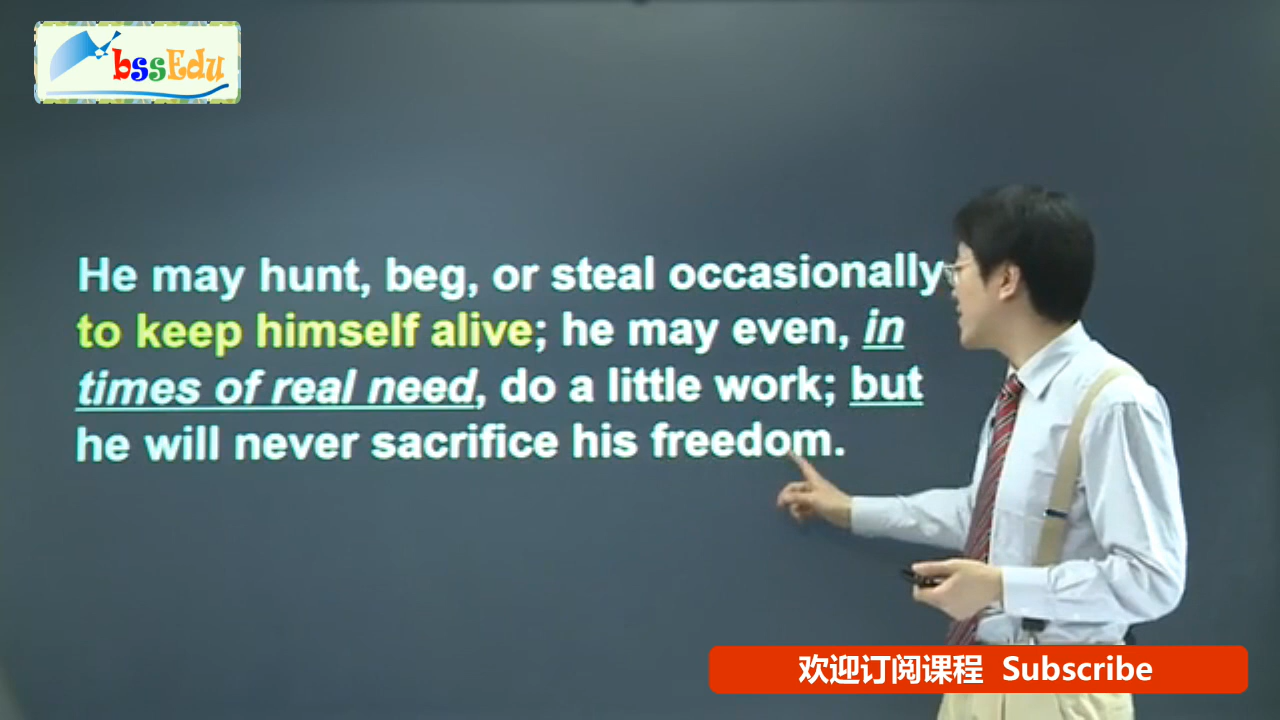 bssEdu
He may hunt, beg, or steal occasionally
to keep himself alive; he may even, in
times of real need, do a little work; but
he will never sacrifice his freedom.
欢迎订阅课程 Subscribe